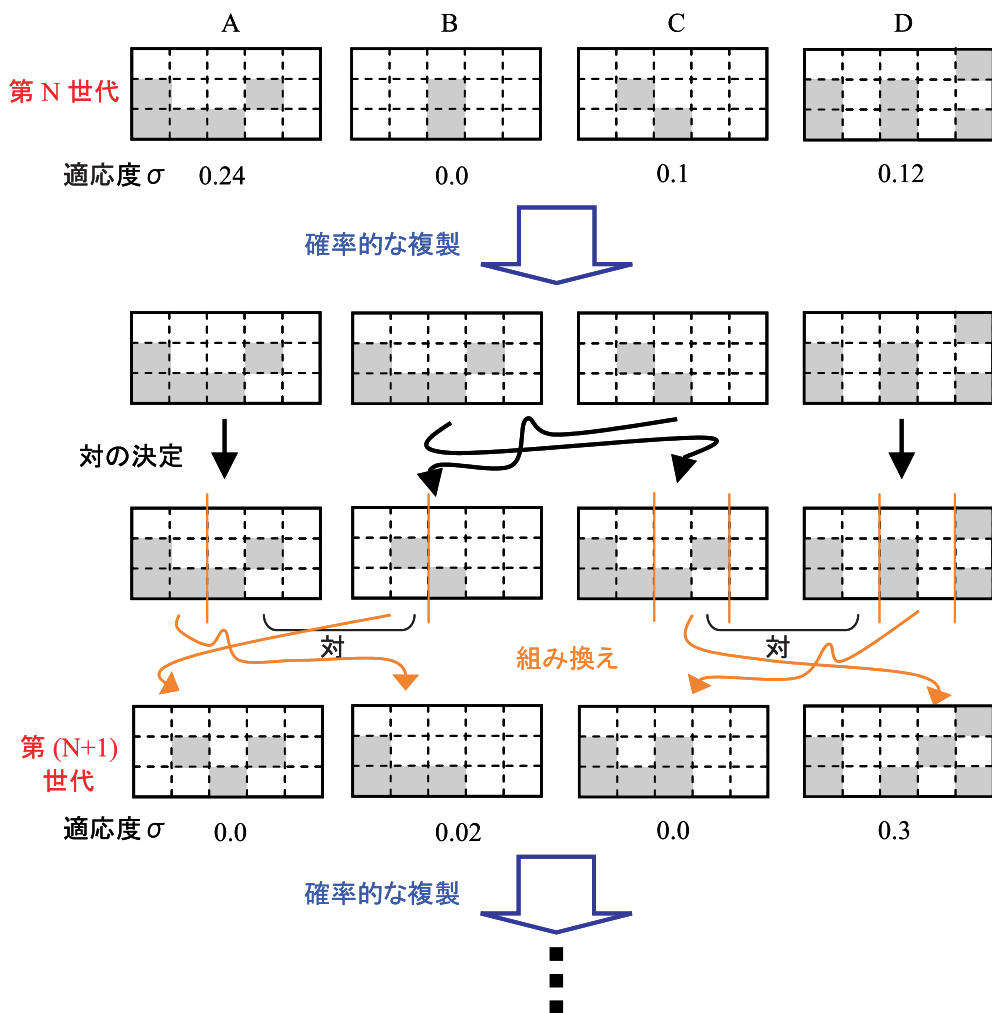 A B C D
第 N 世代
適応度σ 0.24 0.0 0.1 0.12
確率的な複製
対の決定
対 対
組み換え
第 (N+1)
世代
適応度σ 0.0 0.02 0.0 0.3
確率的な複製